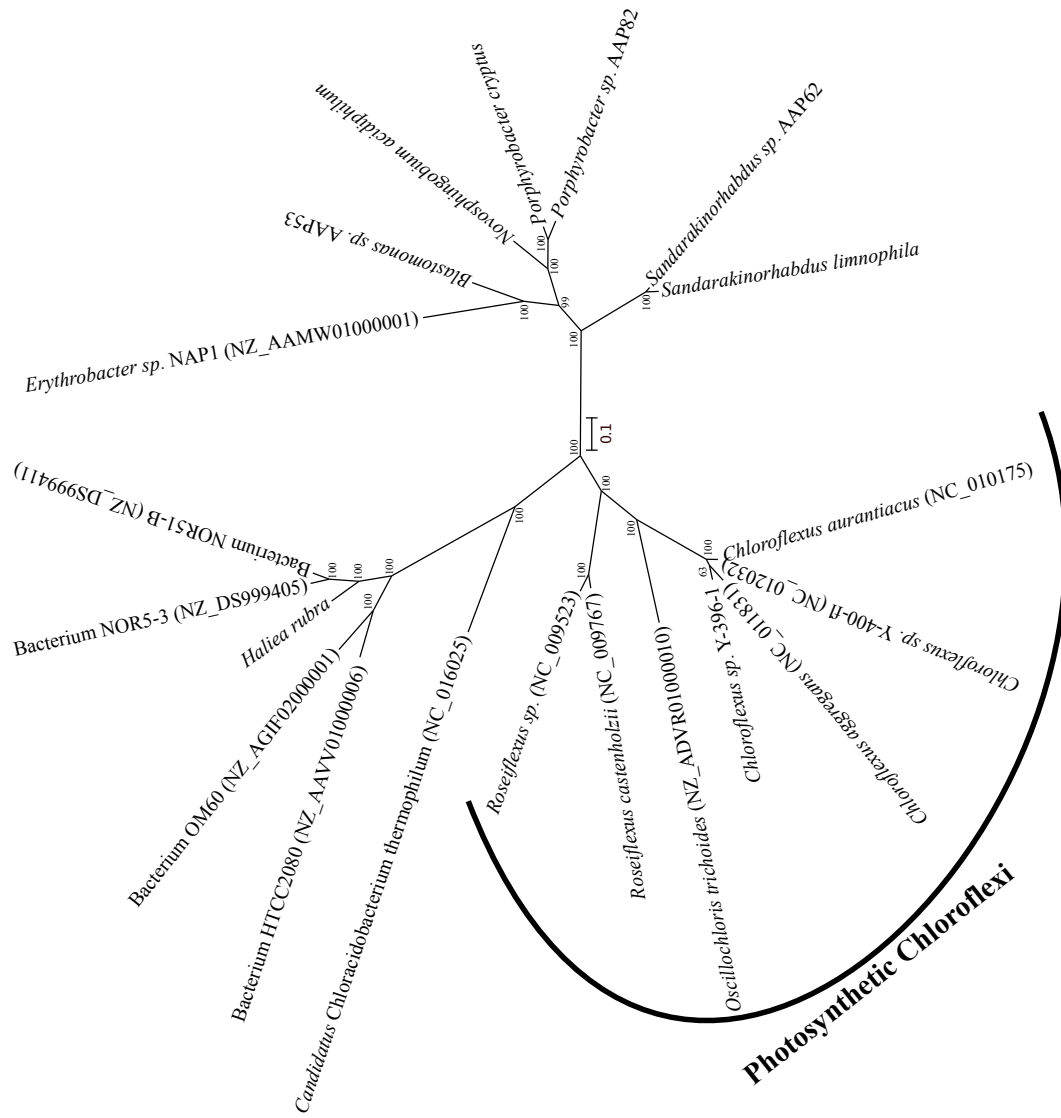 Porphyrobacter cryptus
Porphyrobacter sp. AAP82
Novosphingobium acidiphilum
Sandarakinorhabdus sp. AAP62
Blastomonas sp. AAP53
Sandarakinorhabdus limnophila
Erythrobacter sp. NAP1 (NZ_AAMW01000001)
100
100
99
100
100
100
0.1
100
100
100
100
100
63
100
100
100
100
100
100
Chloroflexus aurantiacus (NC_010175)
Chloroflexus sp. Y-400-fl (NC_012032)
Chloroflexus aggregans (NC_011831)
Chloroflexus sp. Y-396-1
Oscillochloris trichoides (NZ_ADVR01000010)
Roseiflexus castenholzii (NC_009767)
Roseiflexus sp. (NC_009523)
Bacterium NOR51-B (NZ_DS999411)
Bacterium NOR5-3 (NZ_DS999405)
Haliea rubra
Bacterium OM60 (NZ_AGIF02000001)
Bacterium HTCC2080 (NZ_AAVV01000006)
Candidatus Chloracidobacterium thermophilum (NC_016025)
Photosynthetic Chloroflexi